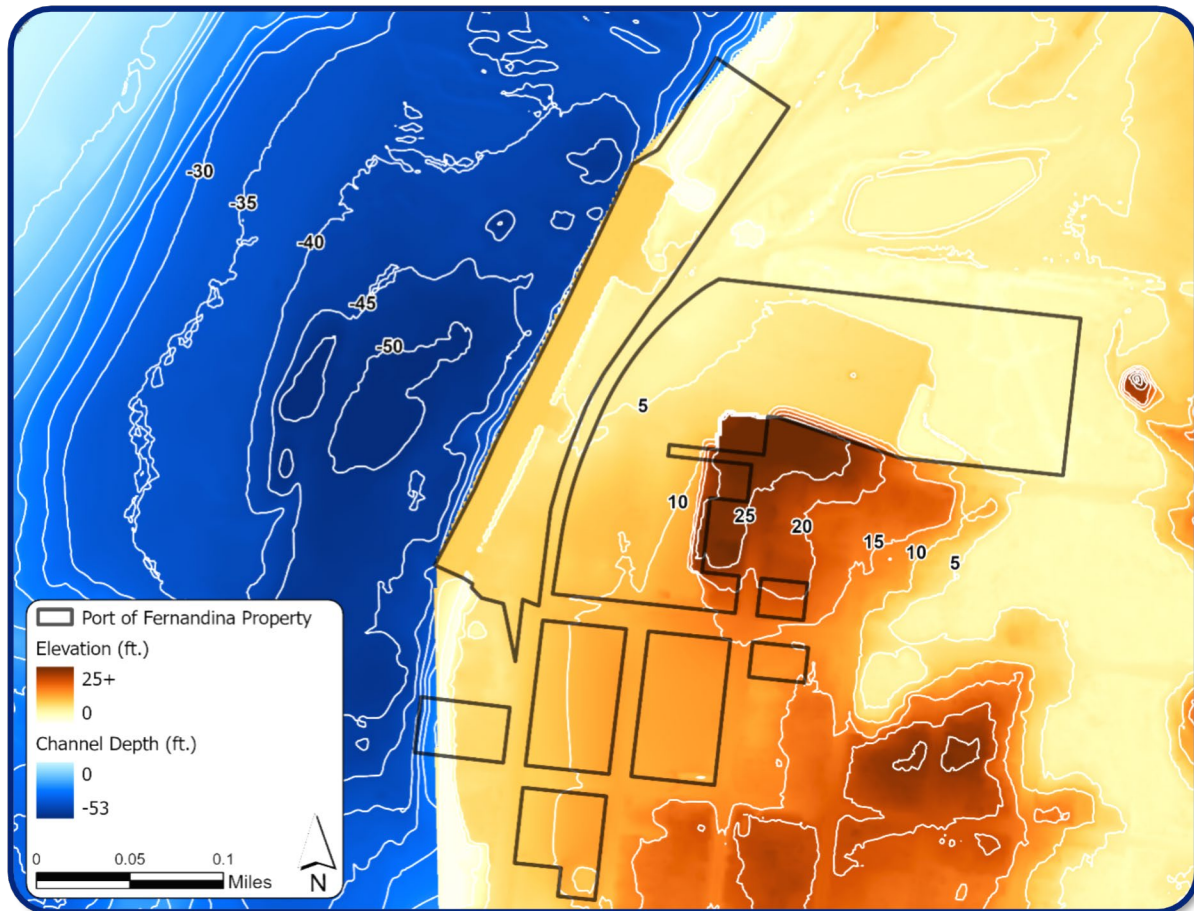 -30
-35
-40
-45
-50
5
10
25
20
15
10
5
Port of Fernandina Property
Elevation (ft.)
25+
0
Channel Depth (ft.)
0
-53
0 0.05 0.1
Miles
N